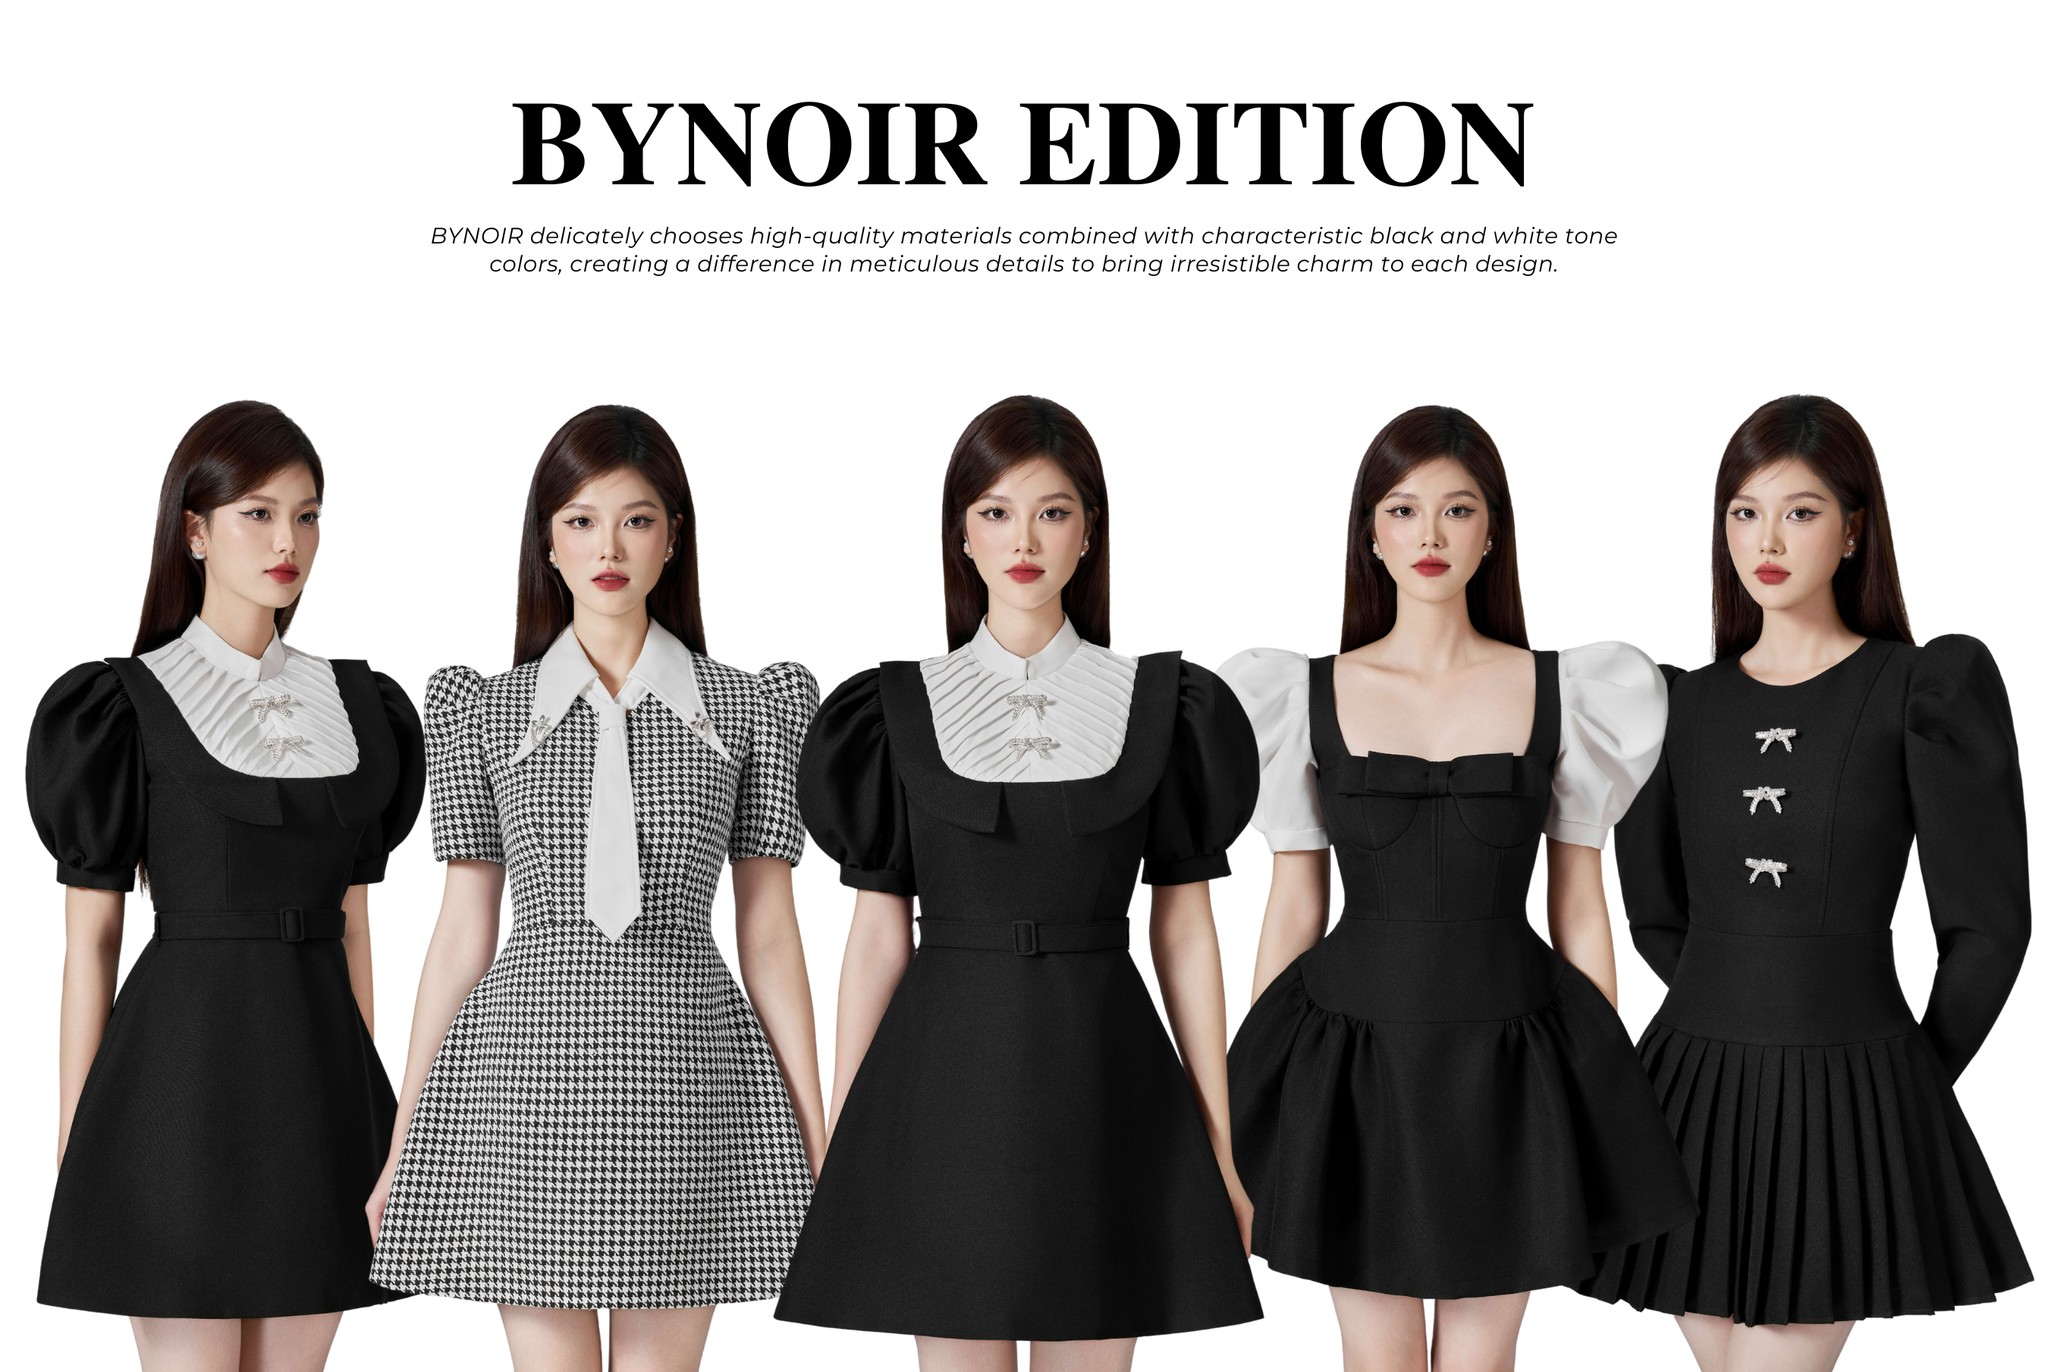 BYNOIR EDITION
BYNOIR delicately chooses high-quality materials combined with characteristic black and white tone
colors, creating a difference in meticulous details to bring irresistible charm to each design.